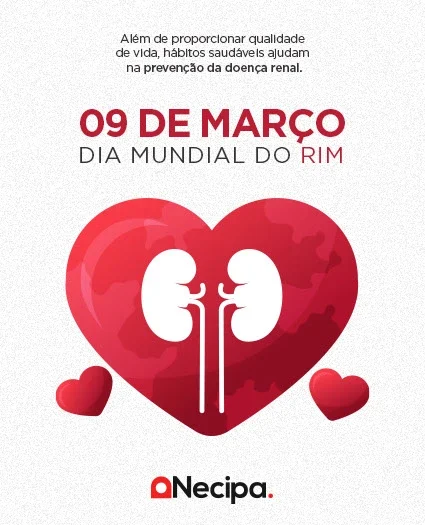 Além de proporcionar qualidade
de vida, hábitos saudáveis ajudam
na prevenção da doença renal.
09 DE MARÇO
DIA MUNDIAL DO RIM
Necipa.